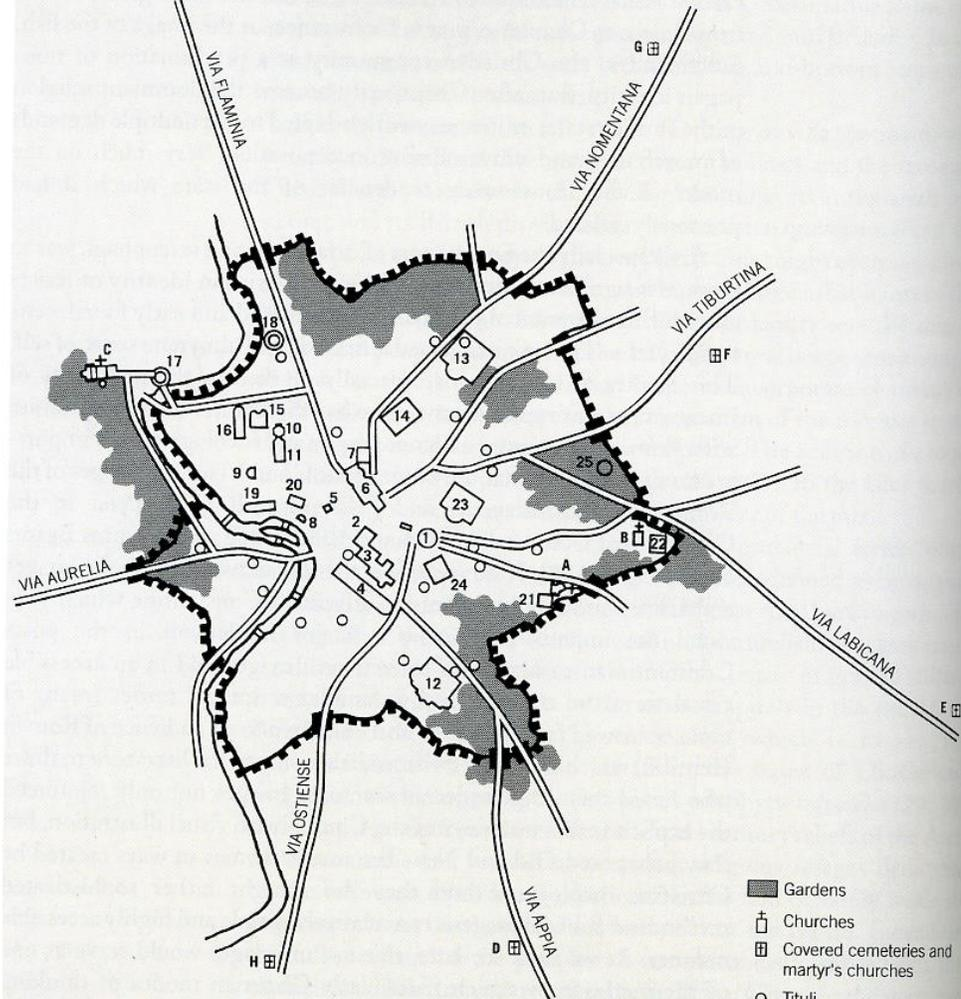 G
VIA FLAMINIA
VIA NOMENTANA
VIA TIBURTINA
18
F
C
17
13
16
15
14
10
11
7
9
25
6
19
20
5
23
8
2
1
B
22
3
VIA AURELIA
A
4
24
21
VIA LABICANA
12
E
VIA OSTIENSE
VIA APPIA
Gardens
Churches
Covered cemeteries and
martyr's churches
D
H
Tituli